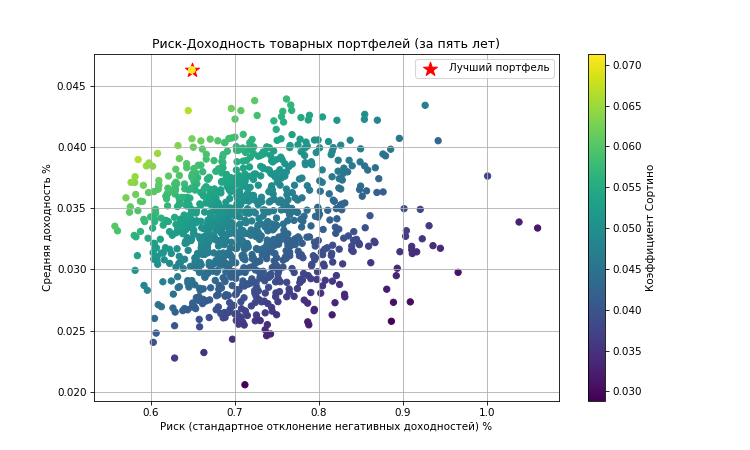 Риск-Доходность товарных портфелей (за пять лет)
Лучший портфель
Средняя доходность %
0.045
0.040
0.035
0.030
0.025
0.020
0.6 0.7 0.8 0.9 1.0
Риск (стандартное отклонение негативных доходностей) %
0.070
0.065
0.060
0.055
0.050
0.045
0.040
0.035
0.030
Коэффициент Сортино